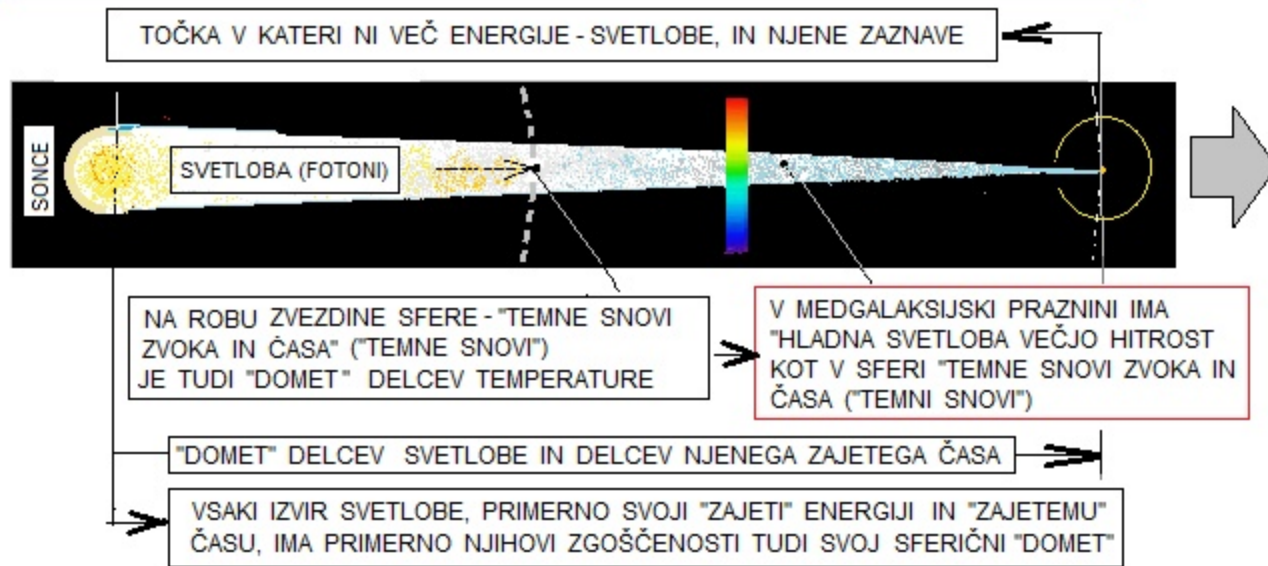 TOČKA V KATERI NI VEČ ENERGIJE - SVETLOBE, IN NJENE ZAZNAVE
SONCE
SVETLOBA (FOTONI)
NA ROBU ZVEZDINE SFERE - "TEMNE SNOVI
ZVOKA IN ČASA" ("TEMNE SNOVI")
JE TUDI "DOMET" DELCEV TEMPERATURE
V MEDGALAKSIJSKI PRAZNINI IMA
"HLADNA SVETLOBA VEČJO HITROST
KOT V SFERI "TEMNE SNOVI ZVOKA IN
ČASA ("TEMNI SNOVI")
"DOMET" DELCEV SVETLOBE IN DELCEV NJENEGA ZAJETEGA ČASA
VSAKI IZVIR SVETLOBE, PRIMERNO SVOJI "ZAJETI" ENERGIJI IN "ZAJETEMU"
ČASU, IMA PRIMERNO NJIHOVI ZGOŠČENOSTI TUDI SVOJ SFERIČNI "DOMET"